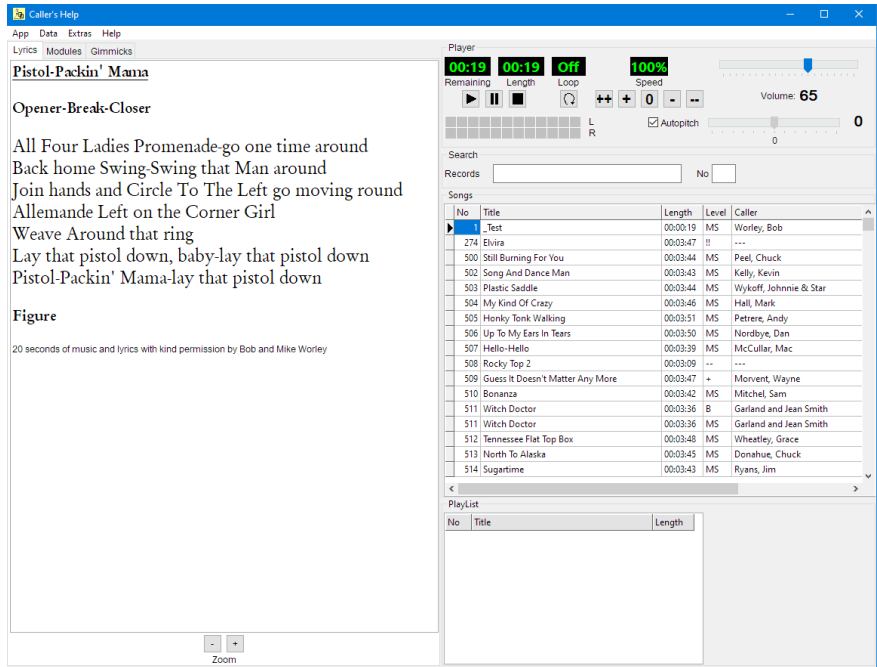 Caller's Help
App Data Extras Help
Lyrics Modules Gimmicks
Pistol-Packin' Mama
Opener-Break-Closer
All Four Ladies Promenade-go one time around
Back home Swing-Swing that Man around
Join hands and Circle To The Left go moving round
Allemande Left on the Corner Girl
Weave Around that ring
Lay that pistol down, baby-lay that pistol down
Pistol-Packin' Mama-lay that pistol down
Figure
20 seconds of music and lyrics with kind permission by Bob and Mike Worley
- +
Zoom
Player
00:19 00:19 Off 100%
Remaining Length Loop Speed
++ + 0 - --
Volume: 65
L
R
Autopitch
0
0
Search
Records No
Songs
No Title Length Level Caller
1 _Test 00:00:19 MS Worley, Bob
274 Elvira 00:03:47 !! ---
500 Still Burning For You 00:03:44 MS Peel, Chuck
502 Song And Dance Man 00:03:43 MS Kelly, Kevin
503 Plastic Saddle 00:03:44 MS Wykoff, Johnnie & Star
504 My Kind Of Crazy 00:03:46 MS Hall, Mark
505 Honky Tonk Walking 00:03:51 MS Petrere, Andy
506 Up To My Ears In Tears 00:03:50 MS Nordbye, Dan
507 Hello-Hello 00:03:39 MS McCullar, Mac
508 Rocky Top 2 00:03:09 -- ---
509 Guess It Doesn't Matter Any More 00:03:47 + Morvent, Wayne
510 Bonanza 00:03:42 MS Mitchel, Sam
511 Witch Doctor 00:03:36 B Garland and Jean Smith
511 Witch Doctor 00:03:36 MS Garland and Jean Smith
512 Tennessee Flat Top Box 00:03:48 MS Wheatley, Grace
513 North To Alaska 00:03:45 MS Donahue, Chuck
514 Sugartime 00:03:43 MS Ryans, Jim
PlayList
No Title Length